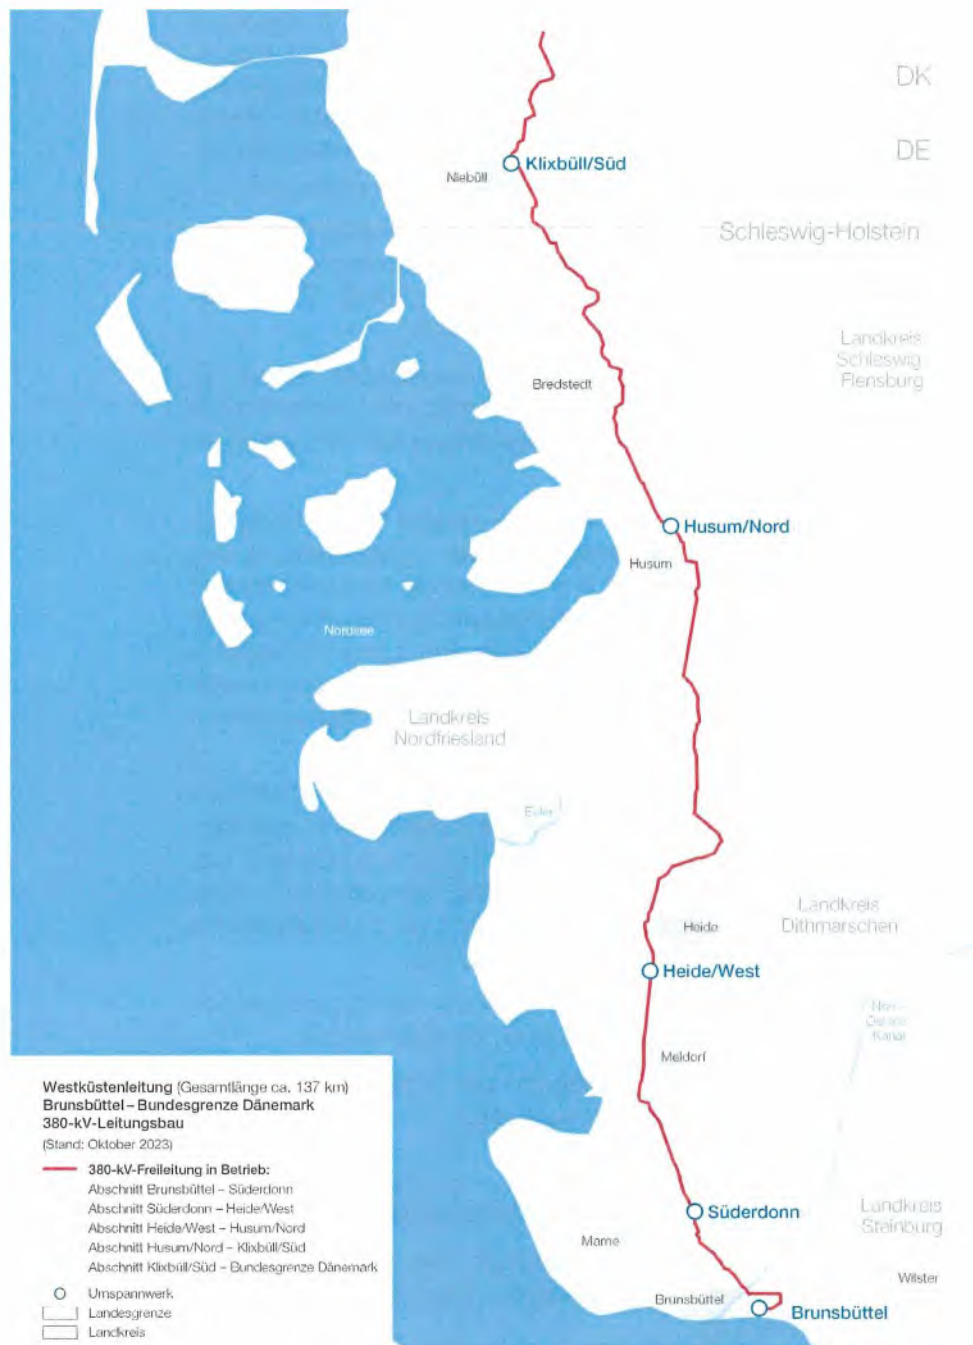 DK
DE
Klixbüll/Süd
Niebüll
Schleswig-Holstein
Landkreis
Schleswig
Flensburg
Bredstedt
Husum/Nord
Husum
Nordsee
Landkreis
Nordfriesland
Eider
Landkreis
Dithmarschen
Heide
Heide/West
Nord-
Ostsee
Kanal
Meldorf
Süderdonn
Landkreis
Steinburg
Marne
Wilster
Brunsbüttel
Brunsbüttel
Westküstenleitung (Gesamtlänge ca. 137 km)
Brunsbüttel – Bundesgrenze Dänemark
380-kV-Leitungsbau
(Stand: Oktober 2023)
380-kV-Freileitung in Betrieb:
Abschnitt Brunsbüttel – Süderdonn
Abschnitt Süderdonn – Heide/West
Abschnitt Heide/West – Husum/Nord
Abschnitt Husum/Nord – Klixbüll/Süd
Abschnitt Klixbüll/Süd – Bundesgrenze Dänemark
Umspannwerk
Landesgrenze
Landkreis